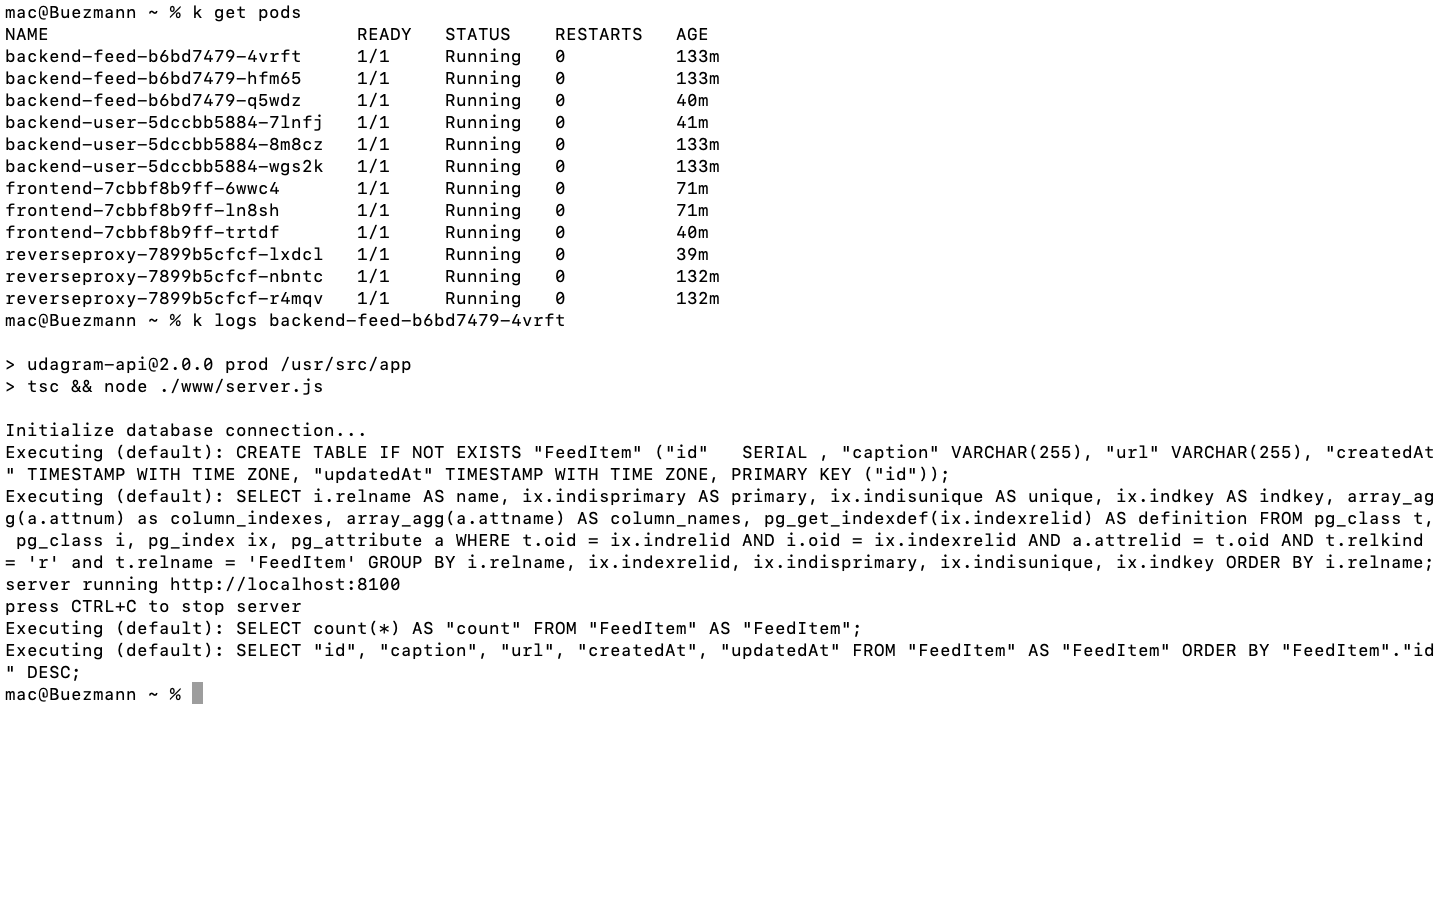 mac@Buezmann ~ % k get pods
NAME                            READY   STATUS    RESTARTS   AGE
backend-feed-b6bd7479-4vrft     1/1     Running   0          133m
backend-feed-b6bd7479-hfm65     1/1     Running   0          133m
backend-feed-b6bd7479-q5wdz     1/1     Running   0          40m
backend-user-5dccbb5884-7lnfj   1/1     Running   0          41m
backend-user-5dccbb5884-8m8cz   1/1     Running   0          133m
backend-user-5dccbb5884-wgs2k   1/1     Running   0          133m
frontend-7cbbf8b9ff-6wwc4       1/1     Running   0          71m
frontend-7cbbf8b9ff-ln8sh       1/1     Running   0          71m
frontend-7cbbf8b9ff-trtdf       1/1     Running   0          40m
reverseproxy-7899b5cfcf-lxdcl   1/1     Running   0          39m
reverseproxy-7899b5cfcf-nbntc   1/1     Running   0          132m
reverseproxy-7899b5cfcf-r4mqv   1/1     Running   0          132m
mac@Buezmann ~ % k logs backend-feed-b6bd7479-4vrft
> udagram-api@2.0.0 prod /usr/src/app
> tsc && node ./www/server.js
Initialize database connection...
Executing (default): CREATE TABLE IF NOT EXISTS "FeedItem" ("id"   SERIAL , "caption" VARCHAR(255), "url" VARCHAR(255), "createdAt
" TIMESTAMP WITH TIME ZONE, "updatedAt" TIMESTAMP WITH TIME ZONE, PRIMARY KEY ("id"));
Executing (default): SELECT i.relname AS name, ix.indisprimary AS primary, ix.indisunique AS unique, ix.indkey AS indkey, array_ag
g(a.attnum) as column_indexes, array_agg(a.attname) AS column_names, pg_get_indexdef(ix.indexrelid) AS definition FROM pg_class t,
 pg_class i, pg_index ix, pg_attribute a WHERE t.oid = ix.indrelid AND i.oid = ix.indexrelid AND a.attrelid = t.oid AND t.relkind
= 'r' and t.relname = 'FeedItem' GROUP BY i.relname, ix.indexrelid, ix.indisprimary, ix.indisunique, ix.indkey ORDER BY i.relname;
server running http://localhost:8100
press CTRL+C to stop server
Executing (default): SELECT count(*) AS "count" FROM "FeedItem" AS "FeedItem";
Executing (default): SELECT "id", "caption", "url", "createdAt", "updatedAt" FROM "FeedItem" AS "FeedItem" ORDER BY "FeedItem"."id
" DESC;
mac@Buezmann ~ %